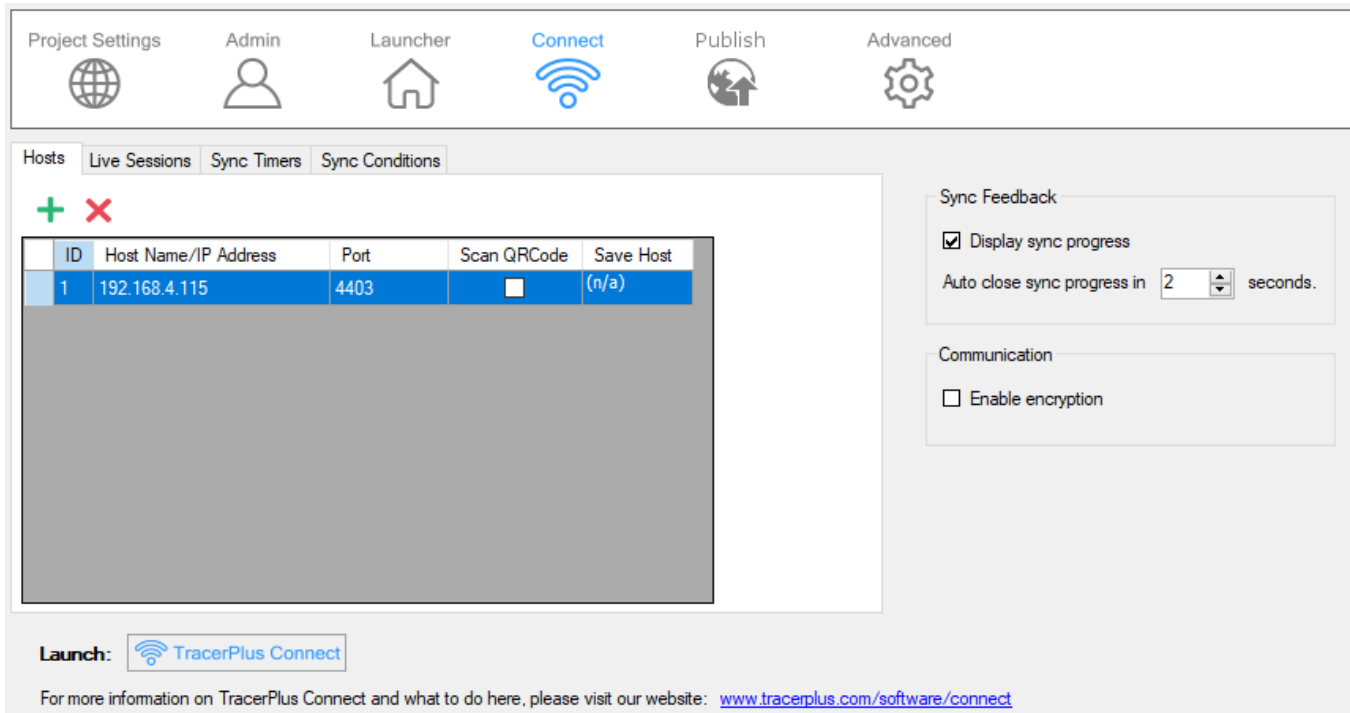 Project Settings Admin Launcher Connect Publish Advanced
Hosts Live Sessions Sync Timers Sync Conditions
ID Host Name/IP Address Port Scan QRCode Save Host
1 192.168.4.115 4403 (n/a)
Sync Feedback
Display sync progress
Auto close sync progress in 2 seconds.
Communication
Enable encryption
Launch: TracerPlus Connect
For more information on TracerPlus Connect and what to do here, please visit our website: www.tracerplus.com/software/connect